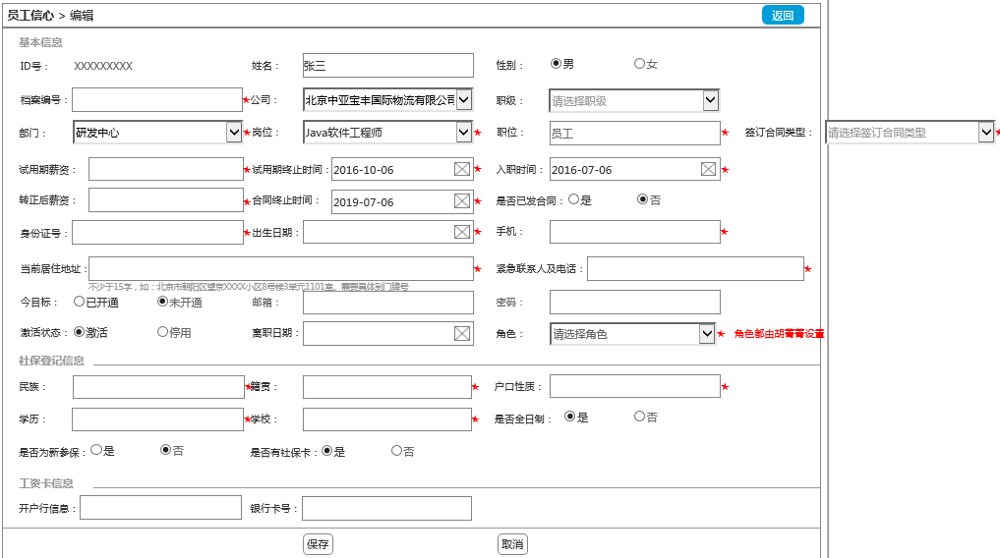 员工信心 > 编辑 返回
基本信息
ID号： XXXXXXXXX 姓名： 张三 性别： 男 女
档案编号： ★ 公司： 北京中亚宝丰国际物流有限公司 职级： 请选择职级
部门： 研发中心 ★ 岗位： Java软件工程师 ★ 职位： 员工 ★ 签订合同类型： 请选择签订合同类型 ★
试用期薪资： ★ 试用期终止时间： 2016-10-06 ★ 入职时间： 2016-07-06 ★
转正后薪资： ★ 合同终止时间： 2019-07-06 ★ 是否已发合同： 是 否
身份证号： ★ 出生日期： ★ 手机： ★
当前居住地址： ★ 紧急联系人及电话： ★
不少于15字，如：北京市朝阳区望京XXXX小区8号楼3单元1101室。需要具体到门牌号
今目标： 已开通 未开通 邮箱： 密码：
激活状态： 激活 停用 离职日期： 角色： 请选择角色 ★ 角色都由胡菁菁设置
社保登记信息
民族： ★ 籍贯： ★ 户口性质： ★
学历： ★ 学校： ★ 是否全日制： 是 否
是否为新参保： 是 否 是否有社保卡： 是 否
工资卡信息
开户行信息： 银行卡号：
保存 取消